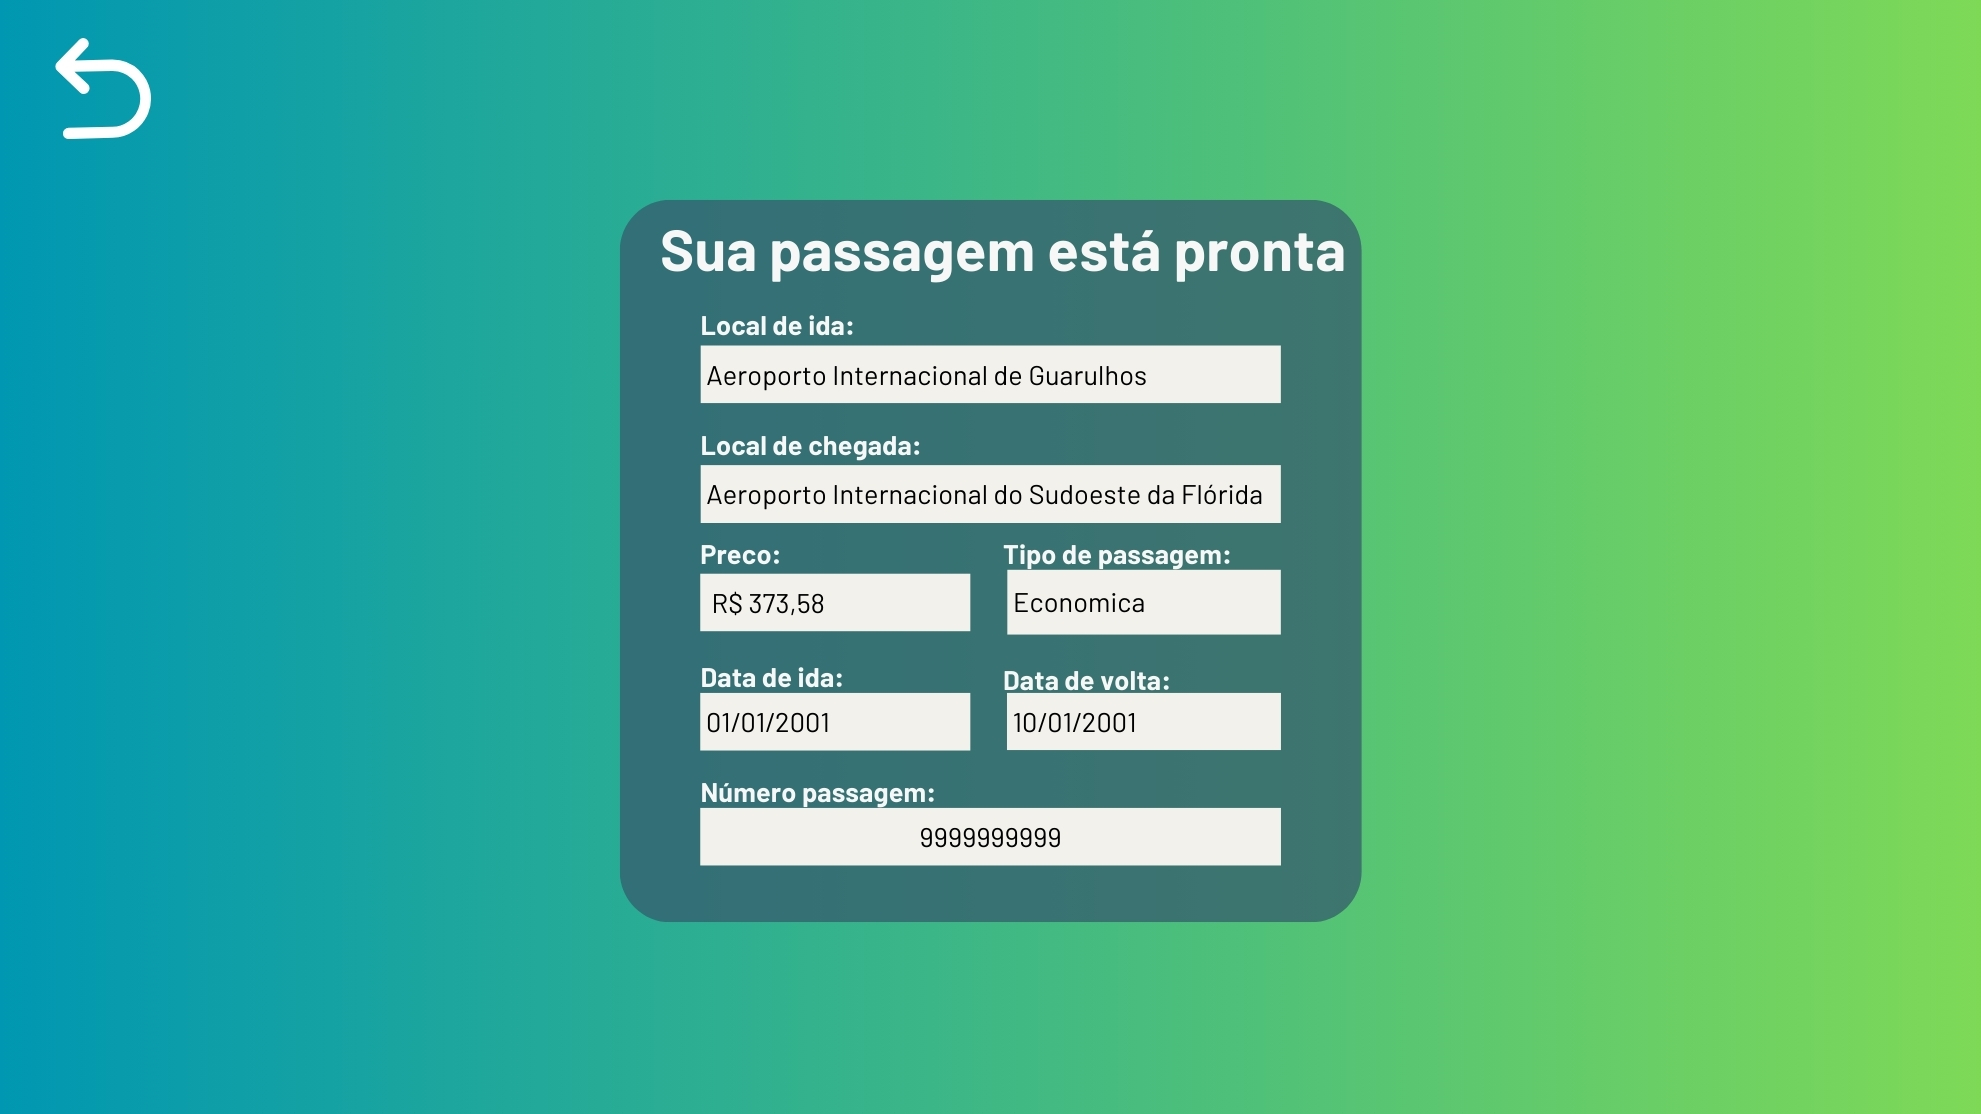 Sua passagem está pronta
Local de ida:
Aeroporto Internacional de Guarulhos
Local de chegada:
Aeroporto Internacional do Sudoeste da Flórida
Preco:
R$ 373,58
Tipo de passagem:
Economica
Data de ida:
01/01/2001
Data de volta:
10/01/2001
Número passagem:
9999999999